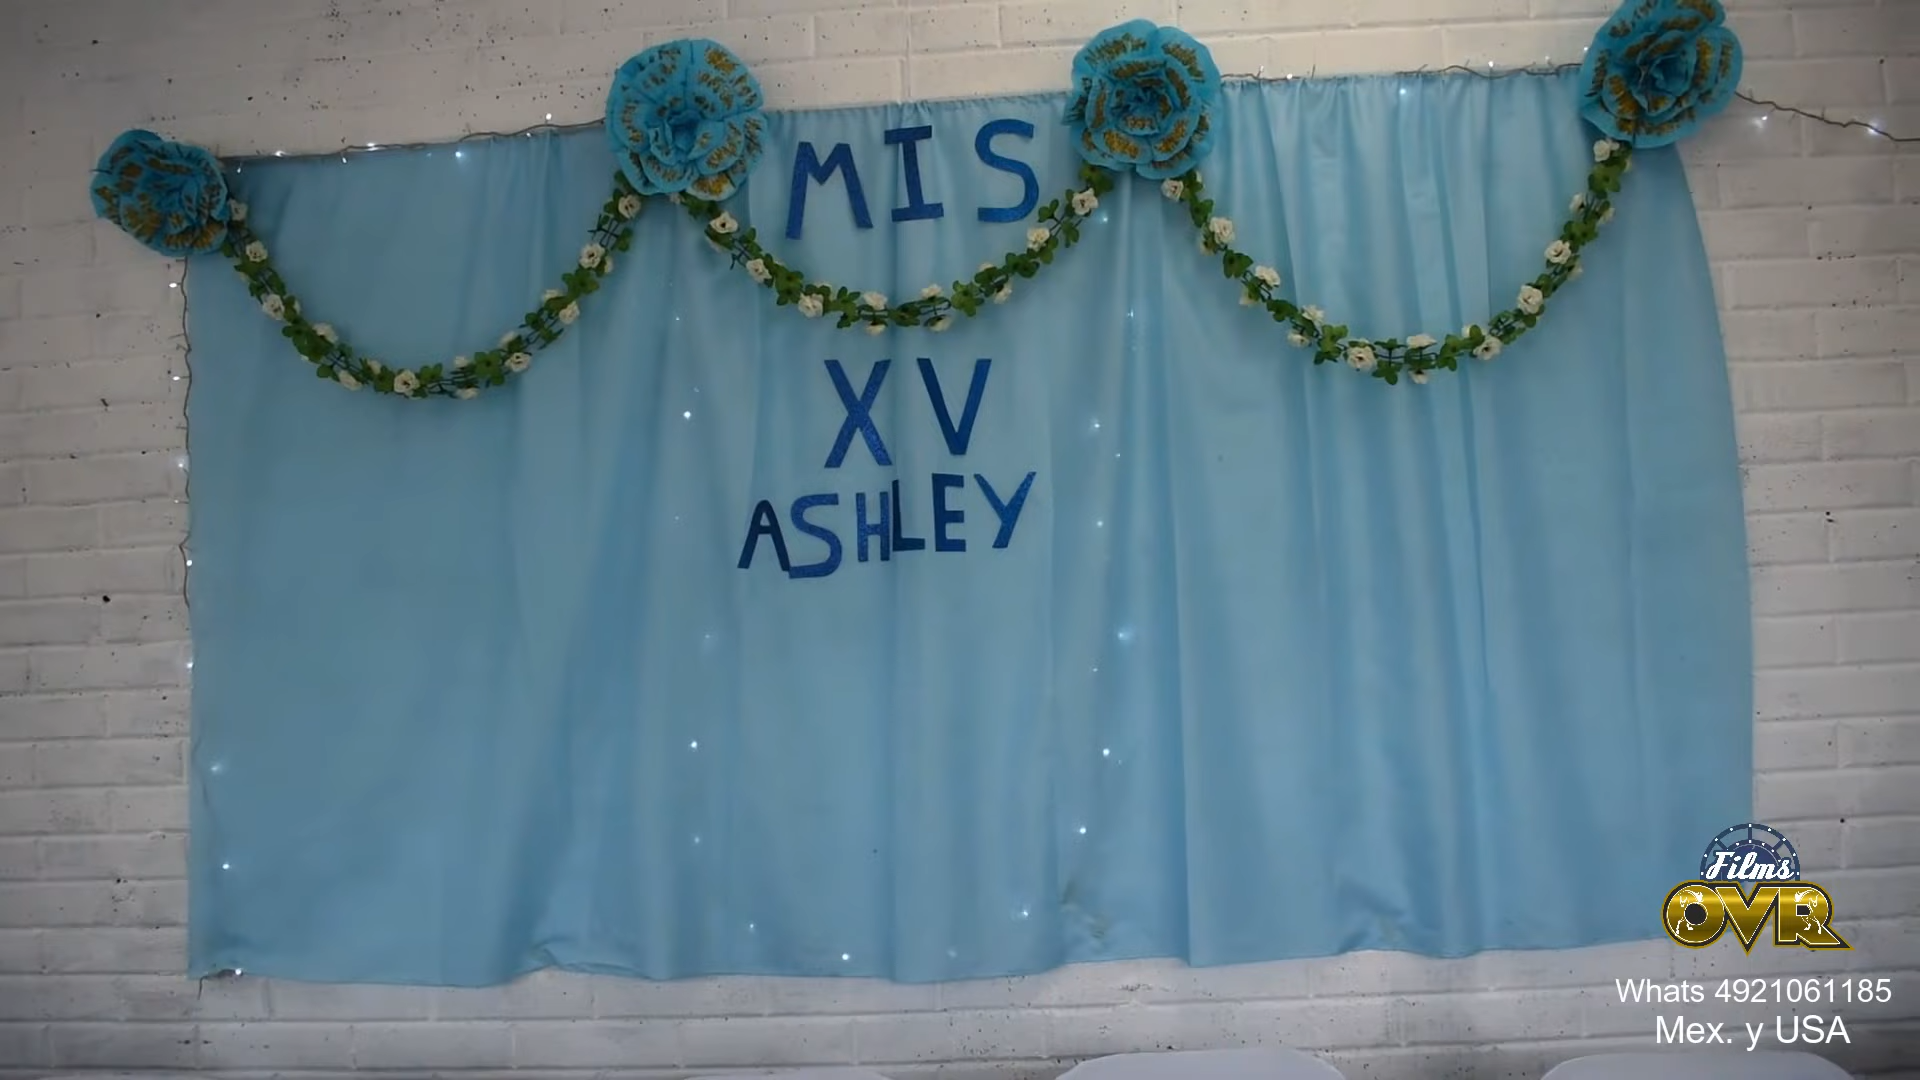 MIS
XV
ASHLEY
Films
OVR
Whats 4921061185
Mex. y USA